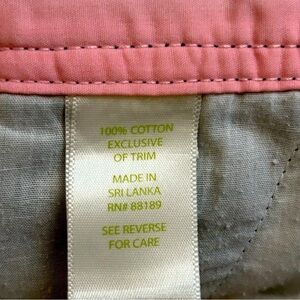 100% COTTON
EXCLUSIVE
OF TRIM
MADE IN
SRI LANKA
RN# 88189
SEE REVERSE
FOR CARE